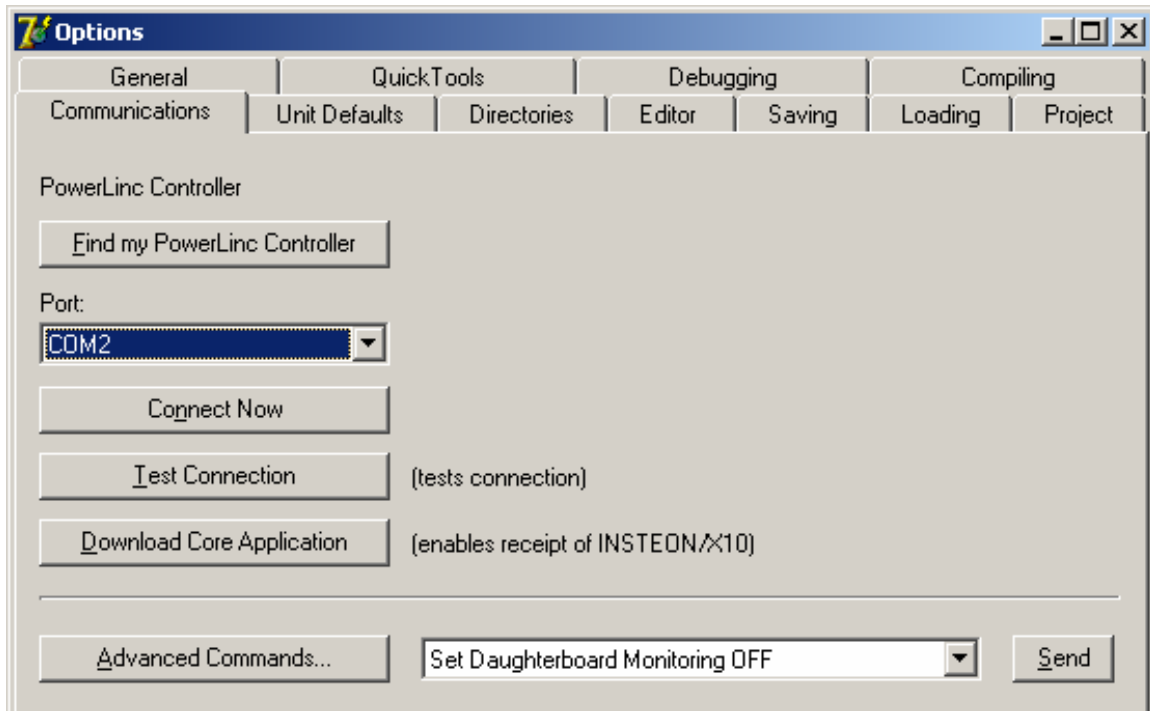 Options
General QuickTools Debugging Compiling
Communications Unit Defaults Directories Editor Saving Loading Project
PowerLinc Controller
Find my PowerLinc Controller
Port:
COM2
Connect Now
Test Connection (tests connection)
Download Core Application (enables receipt of INSTEON/X10)
Advanced Commands... Set Daughterboard Monitoring OFF Send